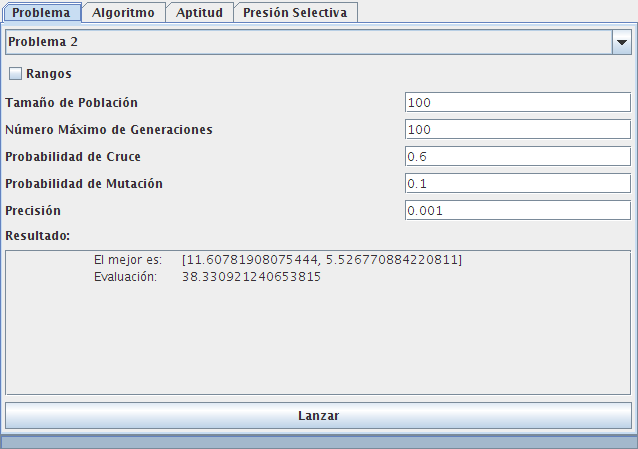 Problema Algoritmo Aptitud Presión Selectiva
Problema 2
Rangos
Tamaño de Población 100
Número Máximo de Generaciones 100
Probabilidad de Cruce 0.6
Probabilidad de Mutación 0.1
Precisión 0.001
Resultado:
El mejor es: [11.60781908075444, 5.526770884220811]
Evaluación: 38.330921240653815
Lanzar